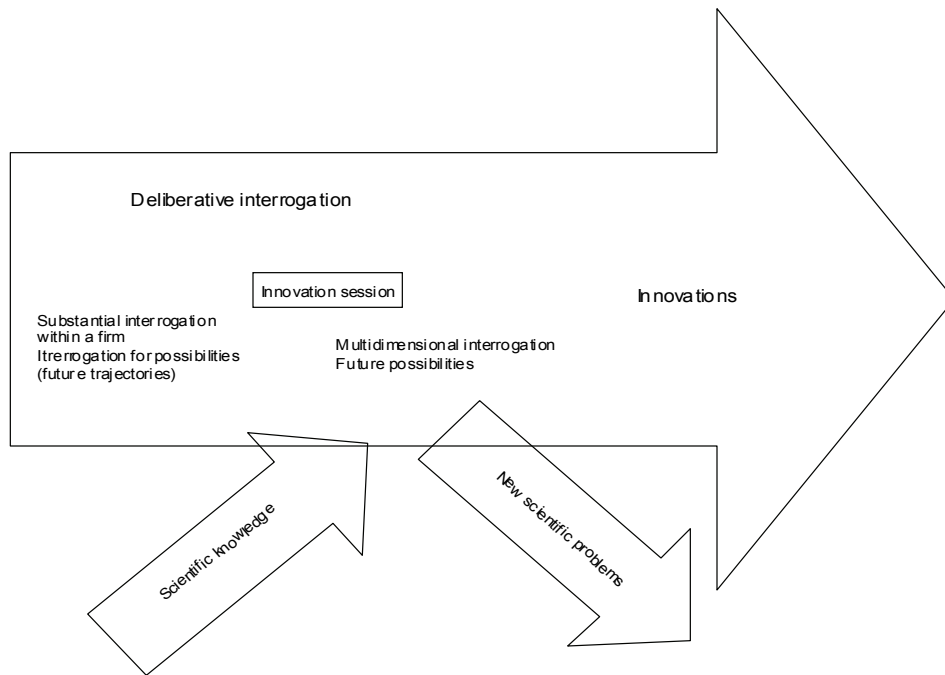 Deliberative interrogation
Innovation session
Innovations
Substantial interrogation
within a firm
Itrerrogation for possibilities
(future trajectories)
Multidimensional interrogation
Future possibilities
Scientific knowledge
New scientific problems